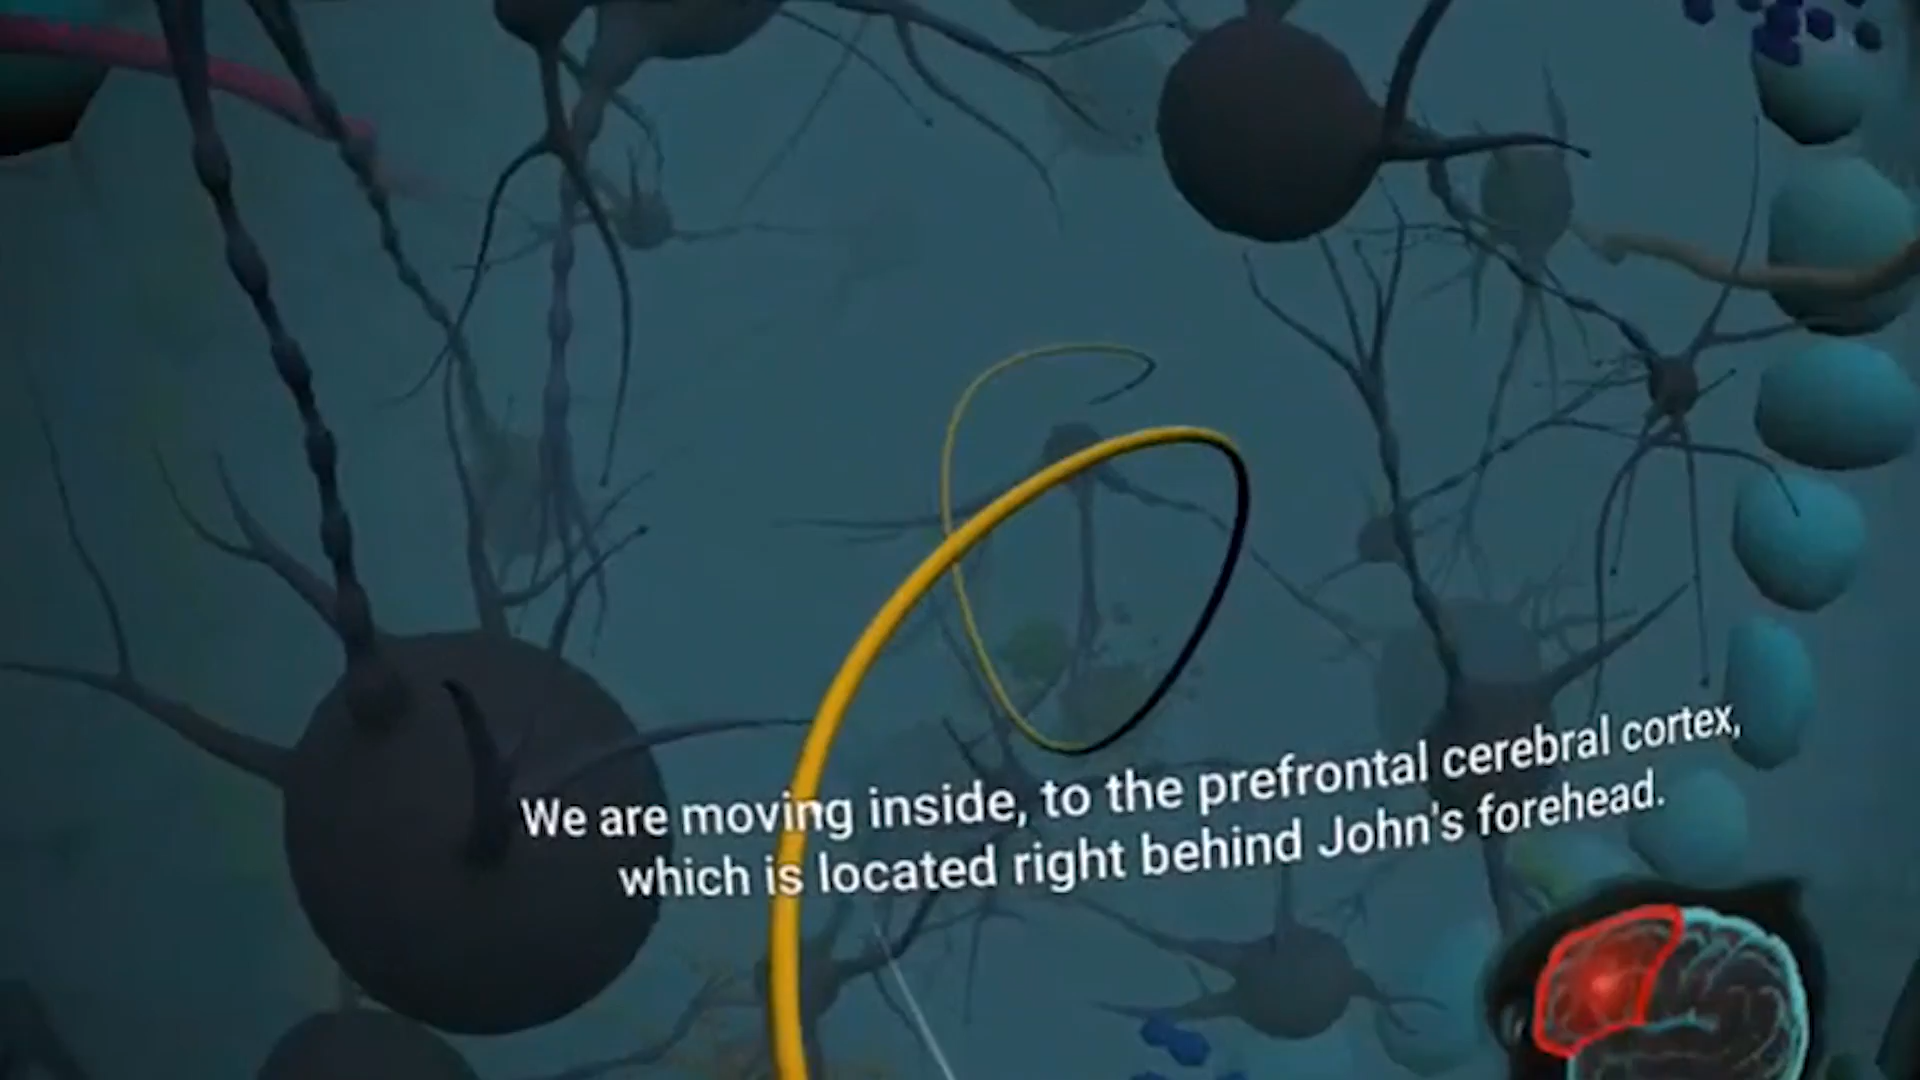 We are moving inside, to the prefrontal cerebral cortex,
which is located right behind John's forehead.